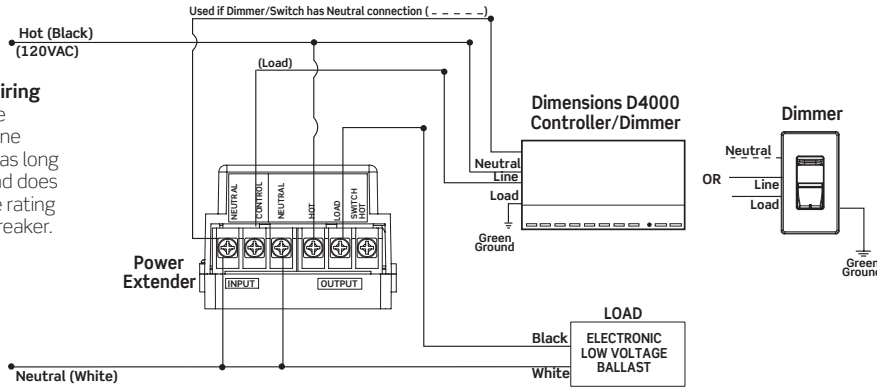 Used if Dimmer/Switch has Neutral connection ( _ _ _ _ _ )
Hot (Black)
(120VAC)
(Load)
iring
e
ne
as long
d does
e rating
reaker.
NEUTRAL
CONTROL
NEUTRAL
HOT
LOAD
SWITCH
HOT
Power
Extender
INPUT
OUTPUT
Dimensions D4000
Controller/Dimmer
Neutral
Line
Load
Green
Ground
Dimmer
Neutral
OR
Line
Load
Green
Ground
LOAD
Black
White
ELECTRONIC
LOW VOLTAGE
BALLAST
Neutral (White)